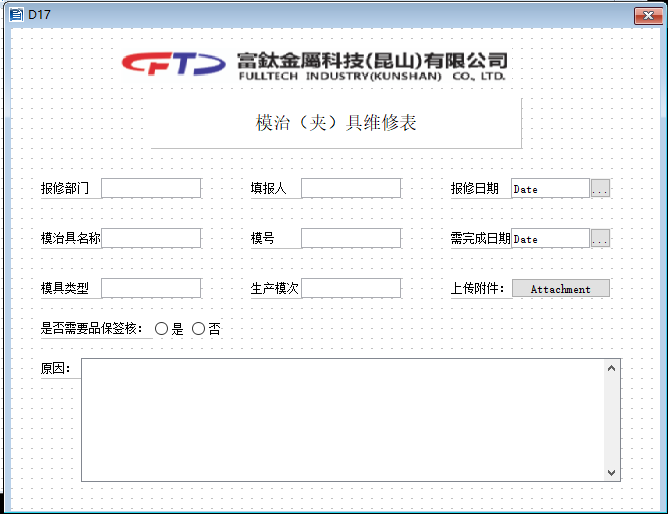 D17
FTD 富鈦金屬科技(昆山)有限公司
FULLTECH INDUSTRY(KUNSHAN) CO., LTD.
模治（夹）具维修表
报修部门 填报人 报修日期 Date ...
模治具名称 模号 需完成日期 Date ...
模具类型 生产模次 上传附件: Attachment
是否需要品保签核: 是 否
原因: